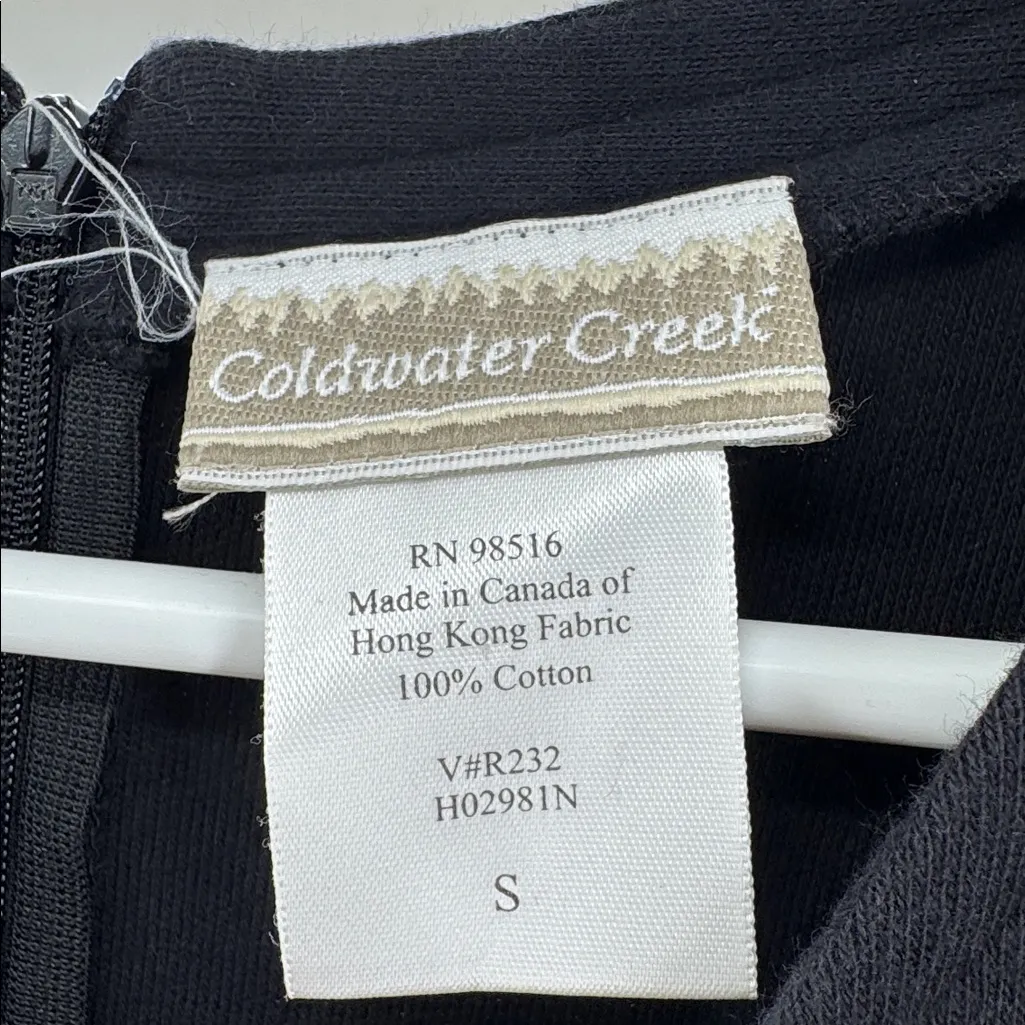 Coldwater Creek
RN 98516
Made in Canada of
Hong Kong Fabric
100% Cotton
V#R232
H02981N
S